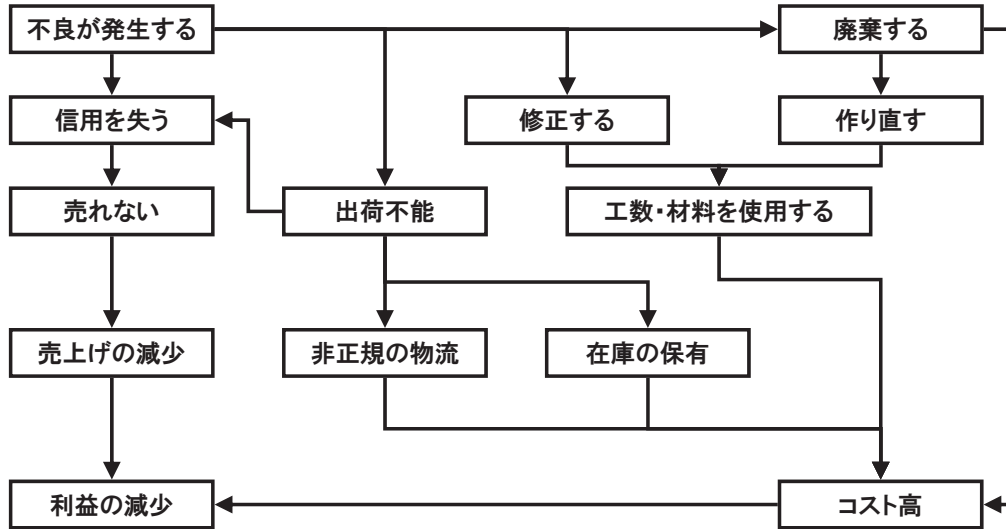 不良が発生する
廃棄する
信用を失う
修正する
作り直す
売れない
出荷不能
工数・材料を使用する
売上げの減少
非正規の物流
在庫の保有
利益の減少
コスト高